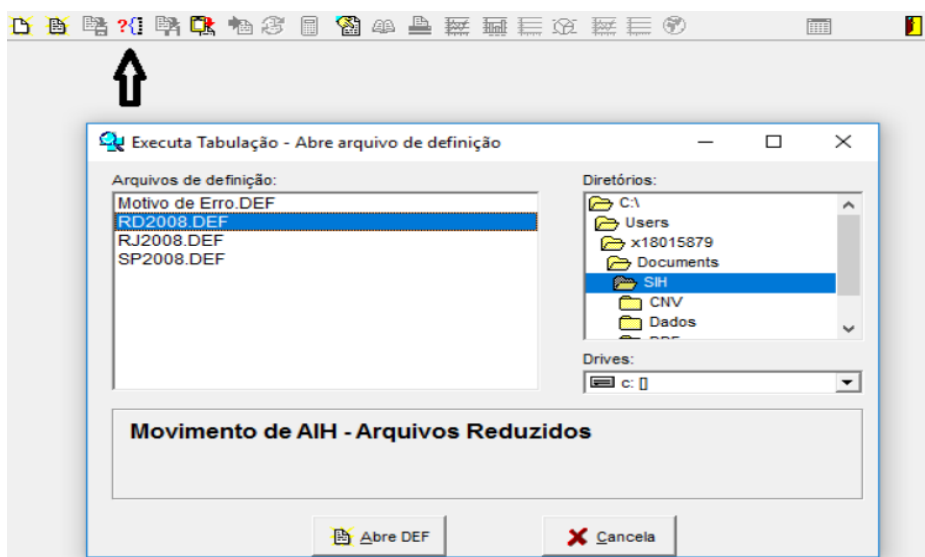 ?{}
Executa Tabulação - Abre arquivo de definição
Arquivos de definição:
Motivo de Erro.DEF
RD2008.DEF
RJ2008.DEF
SP2008.DEF
Diretórios:
C:\
Users
x18015879
Documents
SIH
CNV
Dados
Drives:
c: []
Movimento de AIH - Arquivos Reduzidos
Abre DEF
Cancela